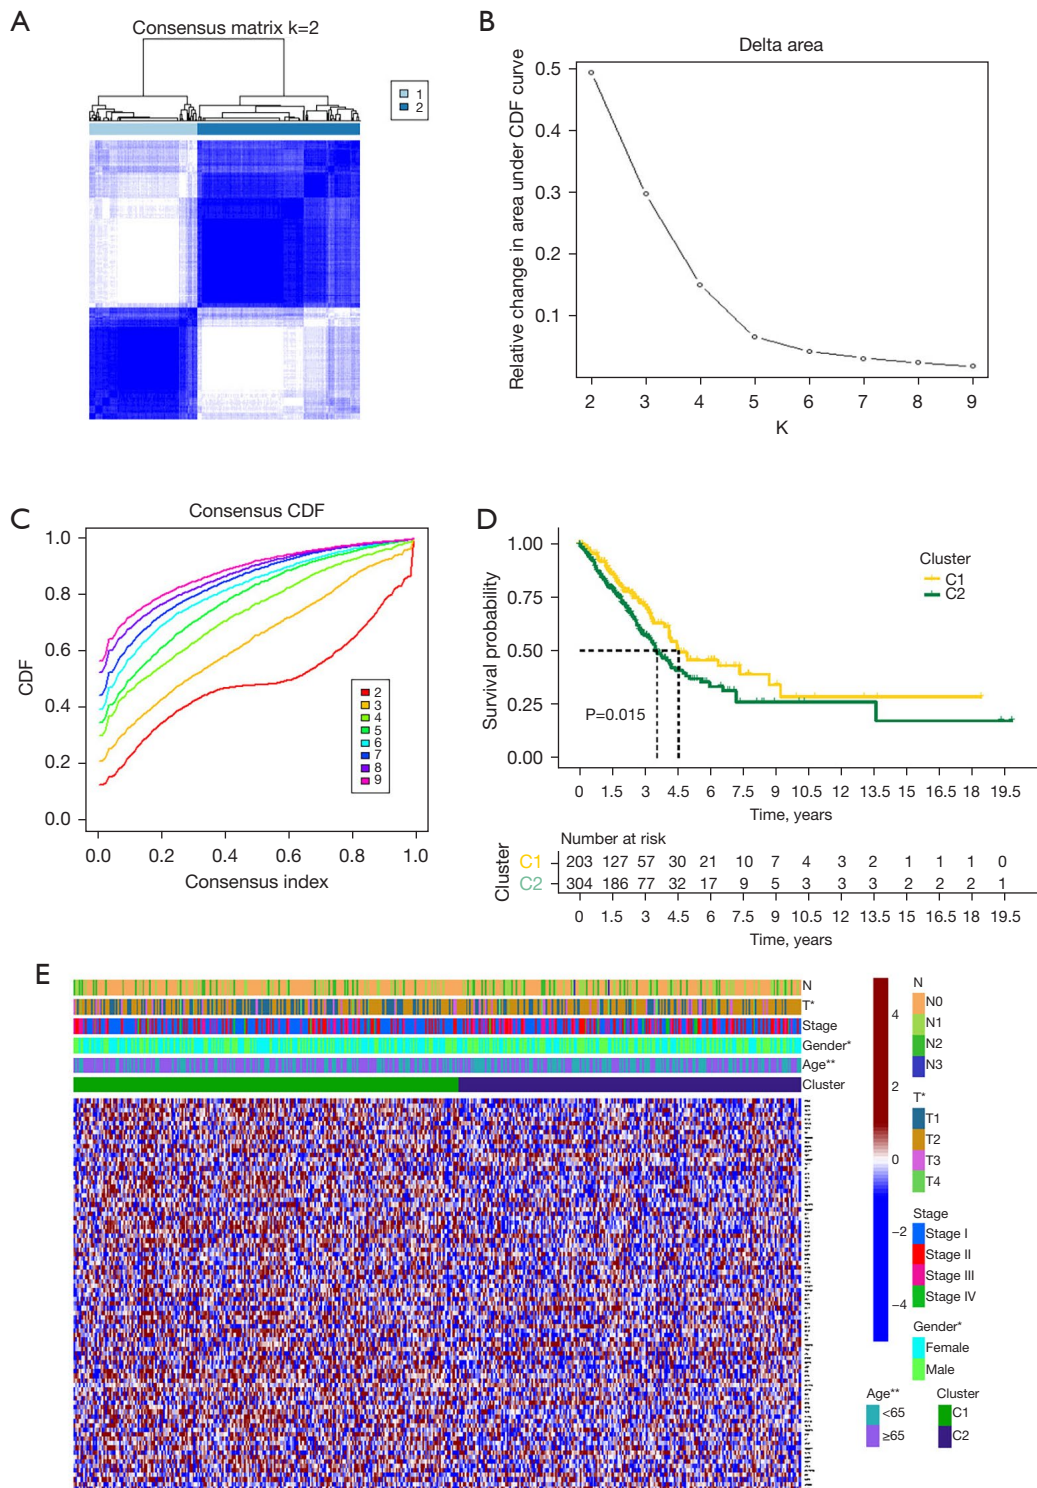 A
Consensus matrix k=2
1
2
B
Delta area
Relative change in area under CDF curve
0.5
0.4
0.3
0.2
0.1
2 3 4 5 6 7 8 9
K
C
Consensus CDF
CDF
1.0
0.8
0.6
0.4
0.2
0.0
2
3
4
5
6
7
8
9
0.0 0.2 0.4 0.6 0.8 1.0
Consensus index
D
Survival probability
1.00
0.75
0.50
0.25
0.00
Cluster
C1
C2
P=0.015
0 1.5 3 4.5 6 7.5 9 10.5 12 13.5 15 16.5 18 19.5
Time, years
Number at risk
Cluster
C1 203 127 57 30 21 10 7 4 3 2 1 1 1 0
C2 304 186 77 32 17 9 5 3 3 3 2 2 2 1
0 1.5 3 4.5 6 7.5 9 10.5 12 13.5 15 16.5 18 19.5
Time, years
E
N
T*
Stage
Gender*
Age**
Cluster
4
2
0
−2
−4
N
N0
N1
N2
N3
T*
T1
T2
T3
T4
Stage
Stage I
Stage II
Stage III
Stage IV
Gender*
Female
Male
Age**
<65
≥65
Cluster
C1
C2